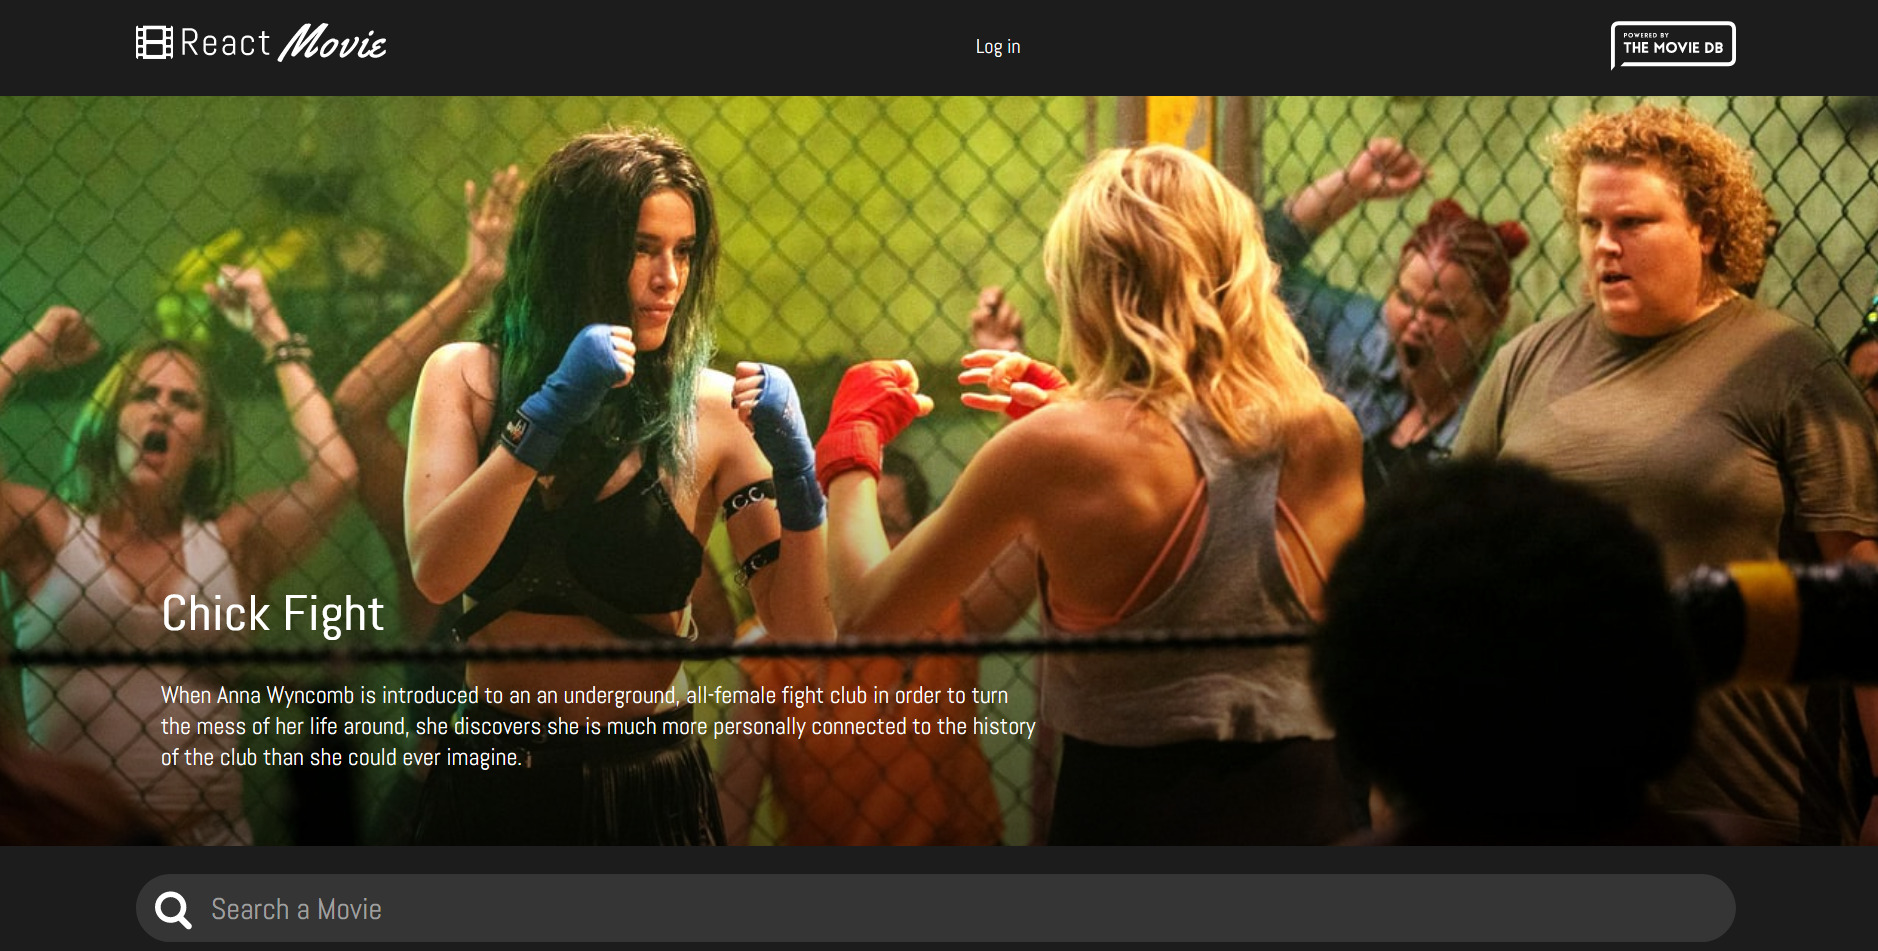 React Movie
Log in
POWERED BY
THE MOVIE DB
Chick Fight
When Anna Wyncomb is introduced to an an underground, all-female fight club in order to turn
the mess of her life around, she discovers she is much more personally connected to the history
of the club than she could ever imagine.
Search a Movie